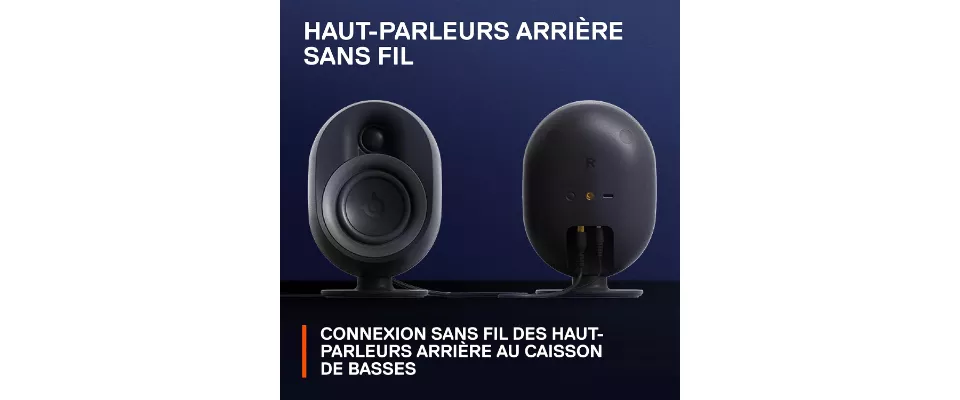 HAUT-PARLEURS ARRIÈRE
SANS FIL
R
CONNEXION SANS FIL DES HAUT-
PARLEURS ARRIÈRE AU CAISSON
DE BASSES